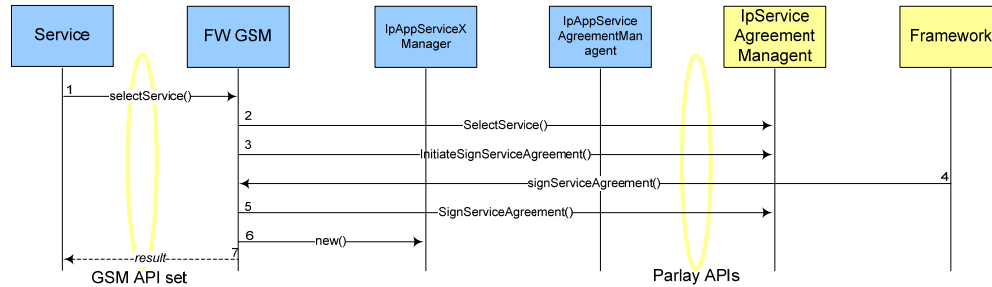 Service
FW GSM
IpAppServiceX
Manager
IpAppService
AgreementMan
agent
IpService
Agreement
Managent
Framework
1
selectService()
2
SelectService()
3
InitiateSignServiceAgreement()
signServiceAgreement()
4
5
SignServiceAgreement()
6
new()
result
7
GSM API set
Parlay APIs